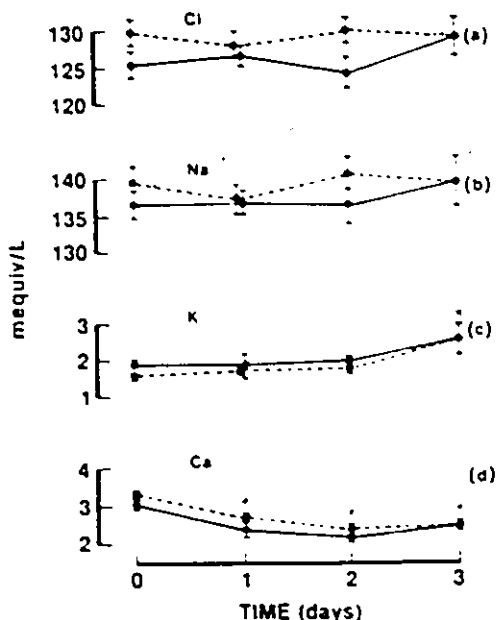 Cl
130
125
120
(a)
Na
140
135
130
(b)
mequiv/L
K
3
2
1
(c)
Ca
4
3
2
(d)
0 1 2 3
TIME (days)